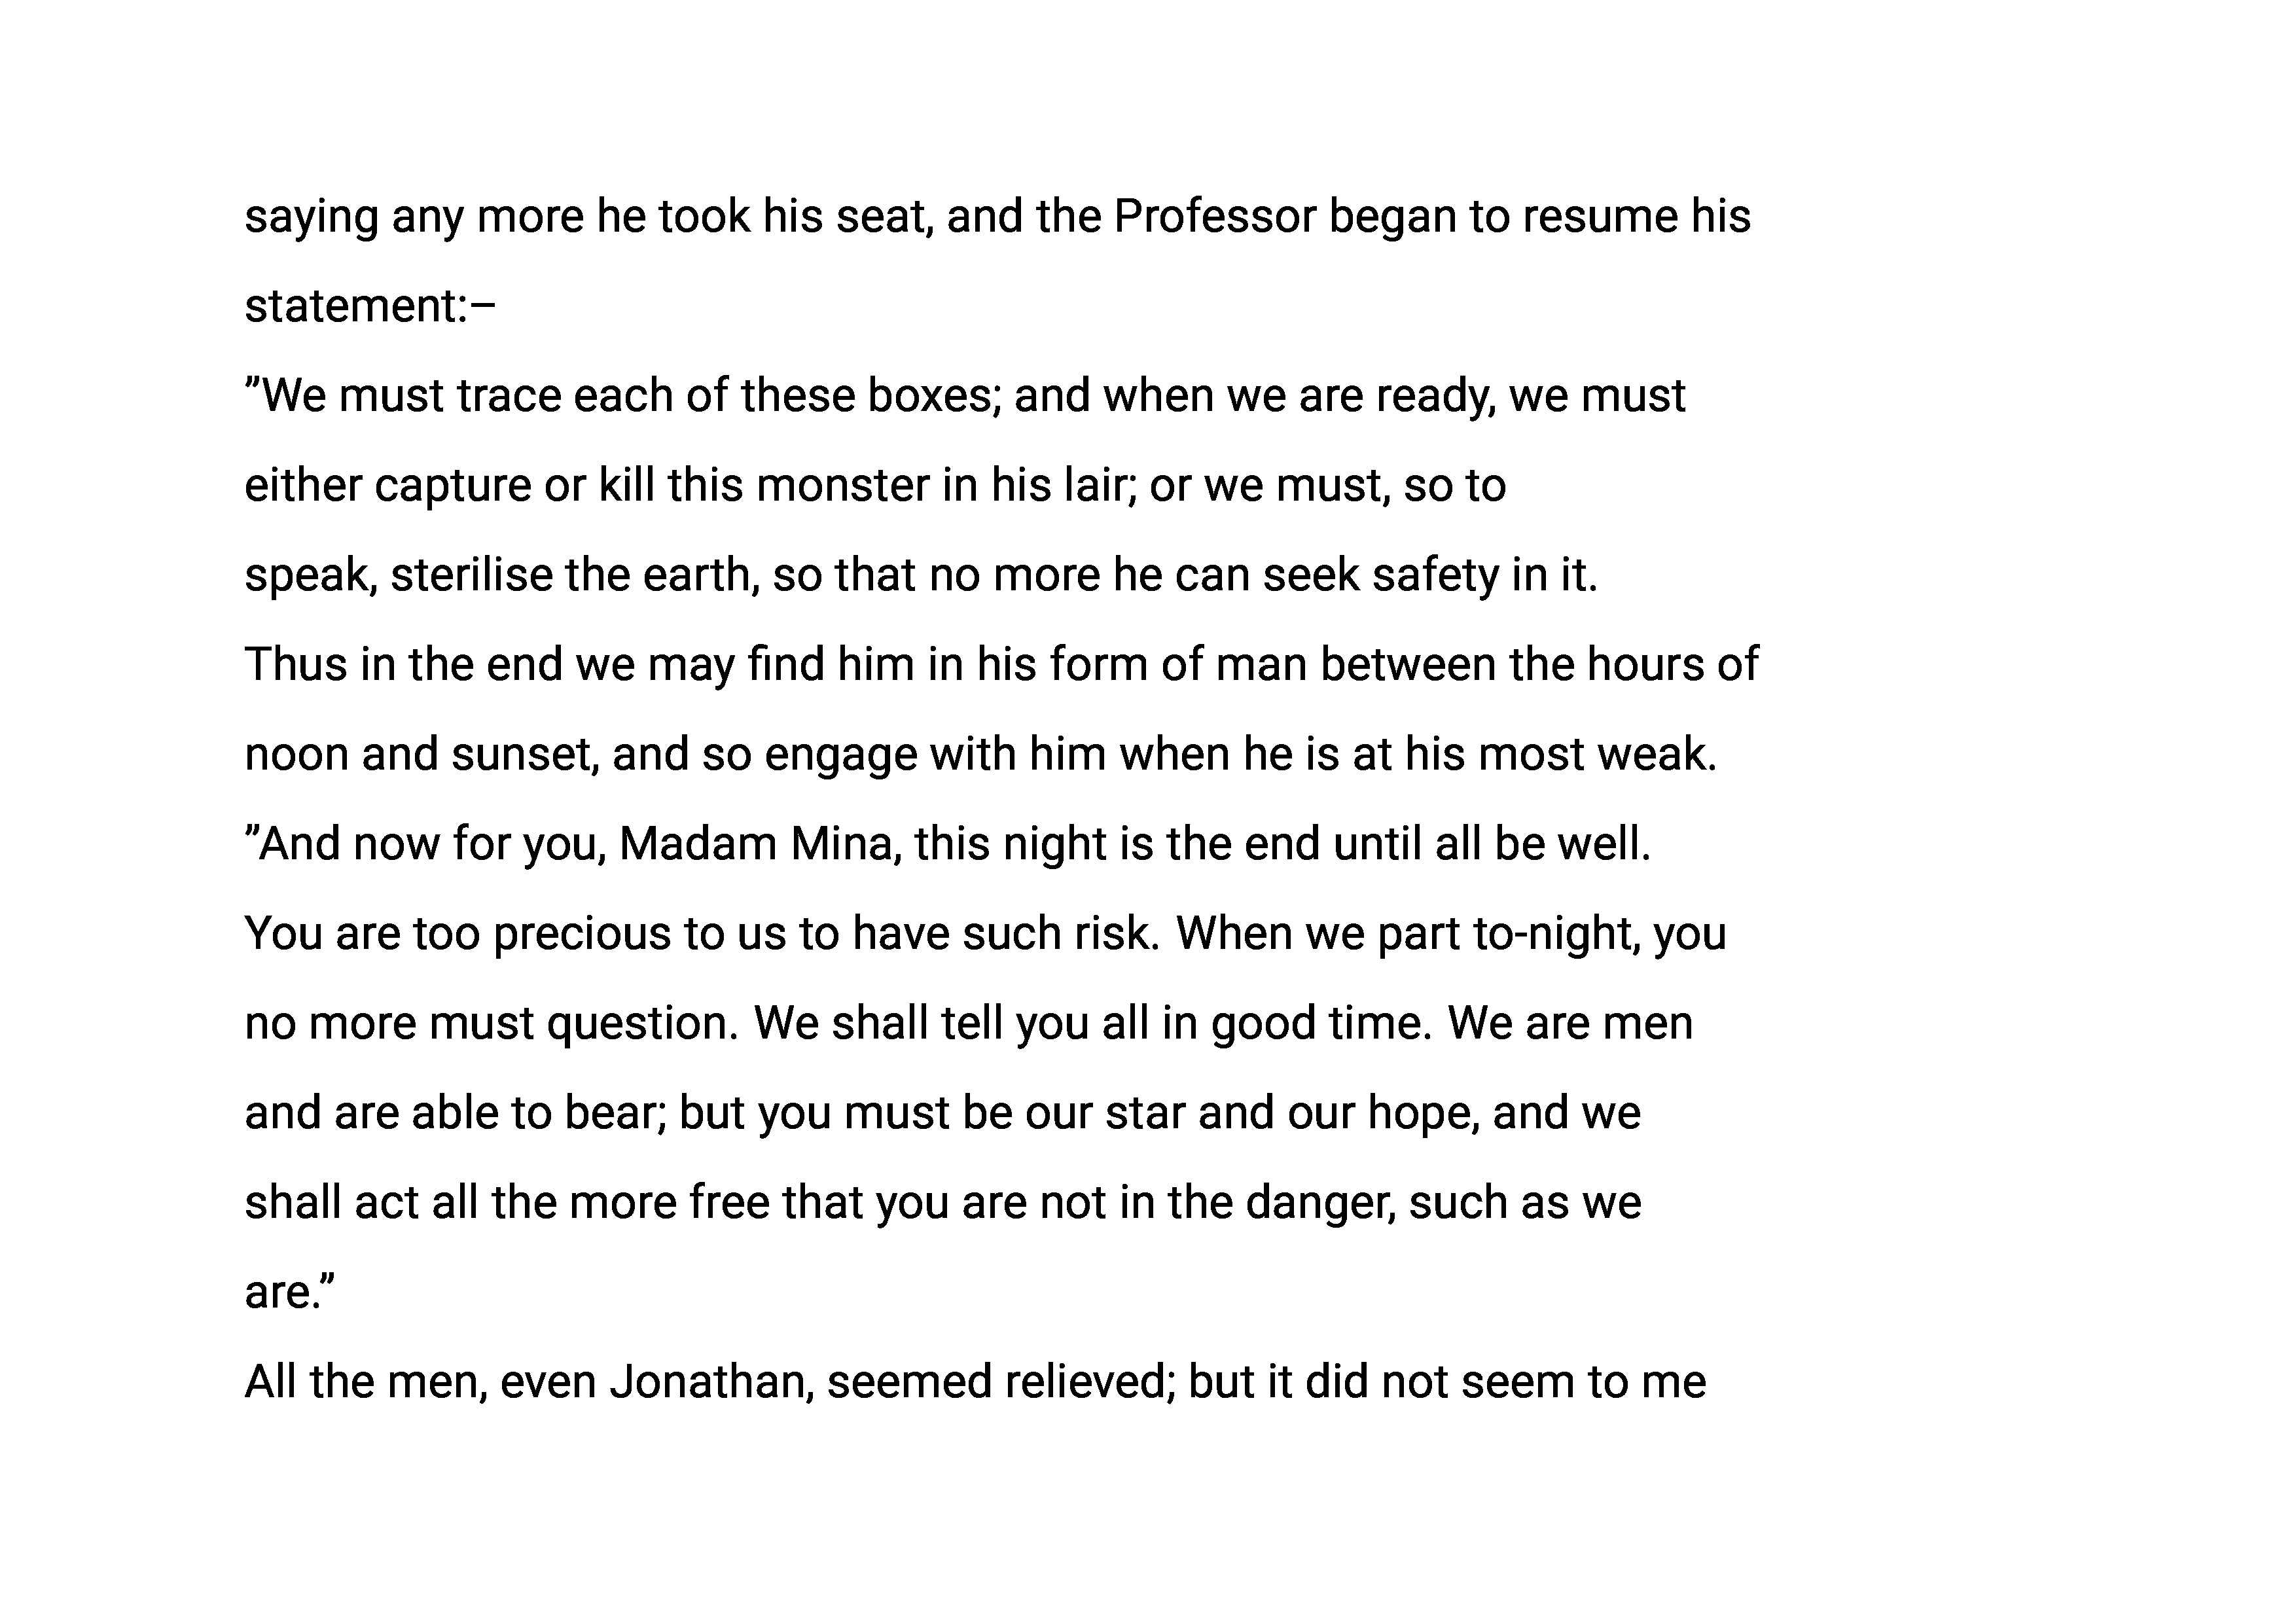 saying any more he took his seat, and the Professor began to resume his
statement:–
”We must trace each of these boxes; and when we are ready, we must
either capture or kill this monster in his lair; or we must, so to
speak, sterilise the earth, so that no more he can seek safety in it.
Thus in the end we may find him in his form of man between the hours of
noon and sunset, and so engage with him when he is at his most weak.
”And now for you, Madam Mina, this night is the end until all be well.
You are too precious to us to have such risk. When we part to-night, you
no more must question. We shall tell you all in good time. We are men
and are able to bear; but you must be our star and our hope, and we
shall act all the more free that you are not in the danger, such as we
are.”
All the men, even Jonathan, seemed relieved; but it did not seem to me